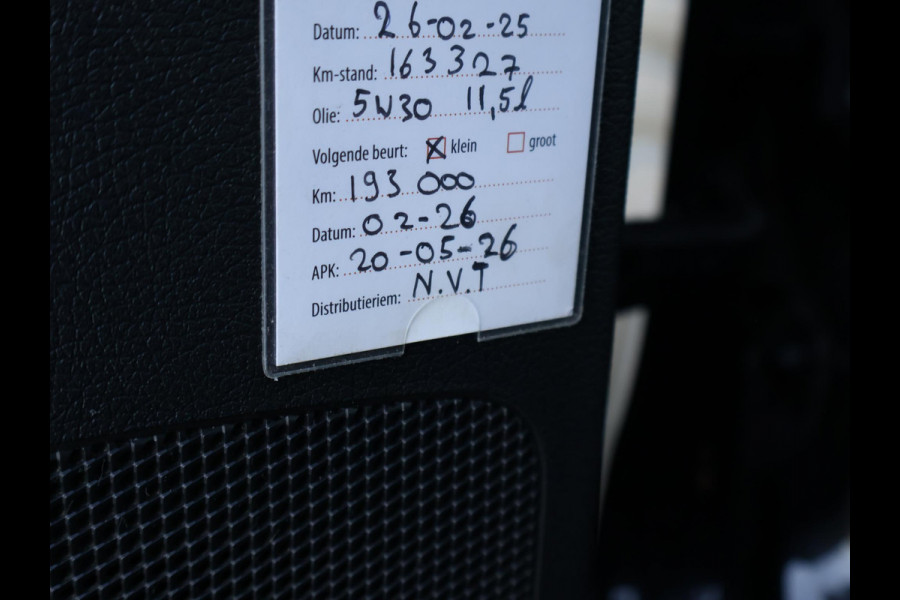 Datum: 26-02-25
Km-stand: 163327
Olie: 5W30 11,5l
Volgende beurt: klein groot
Km: 193 000
Datum: 02-26
APK: 20-05-26
Distributieriem: N.V.T